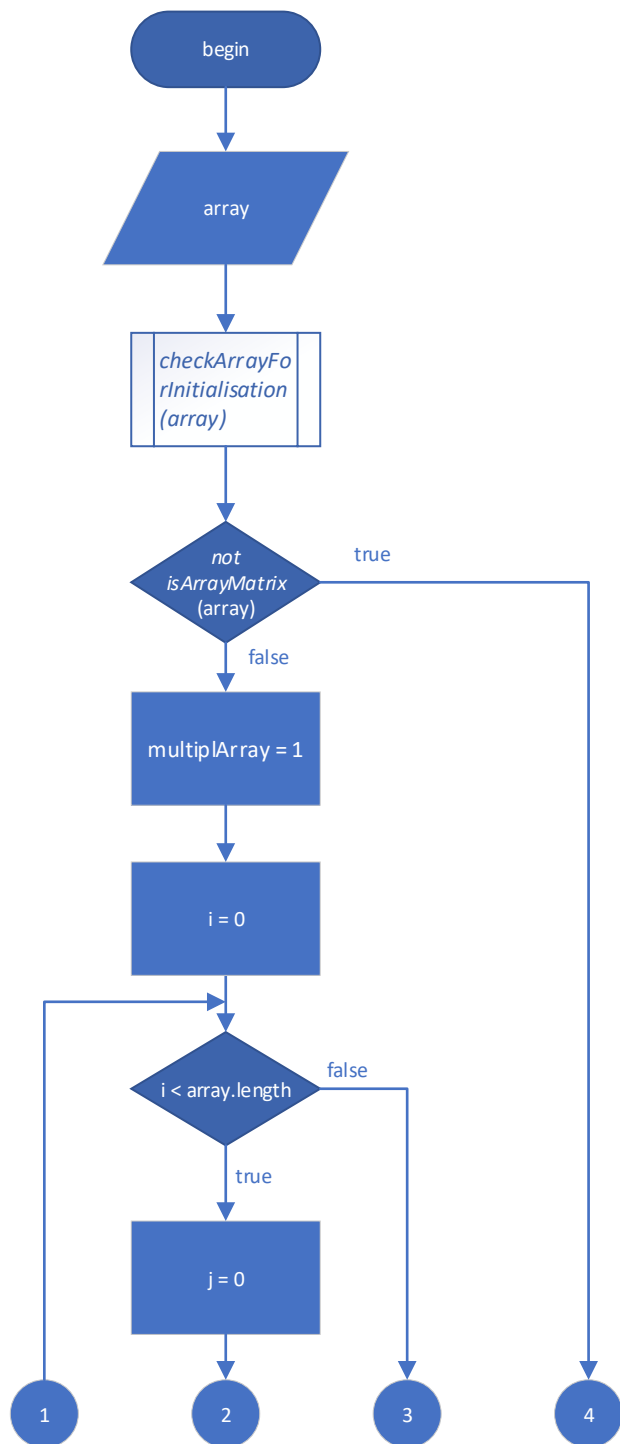 begin
array
checkArrayFo
rInitialisation
(array)
not
isArrayMatrix
(array)
true
false
multiplArray = 1
i = 0
i < array.length
false
true
j = 0
1
2
3
4